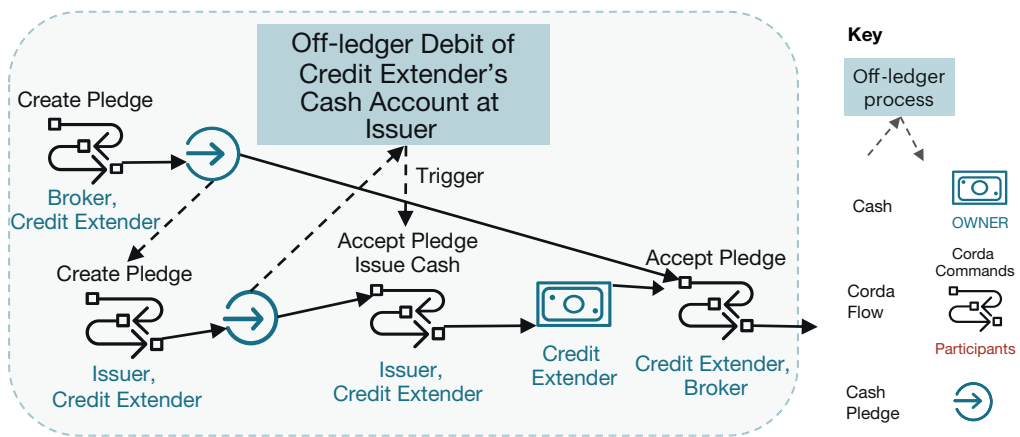 Off-ledger Debit of
Credit Extender’s
Cash Account at
Issuer
Create Pledge
Broker,
Credit Extender
Trigger
Create Pledge
Issuer,
Credit Extender
Accept Pledge
Issue Cash
Issuer,
Credit Extender
Credit
Extender
Accept Pledge
Credit Extender,
Broker
Key
Off-ledger
process
Cash
OWNER
Corda
Commands
Corda
Flow
Participants
Cash
Pledge